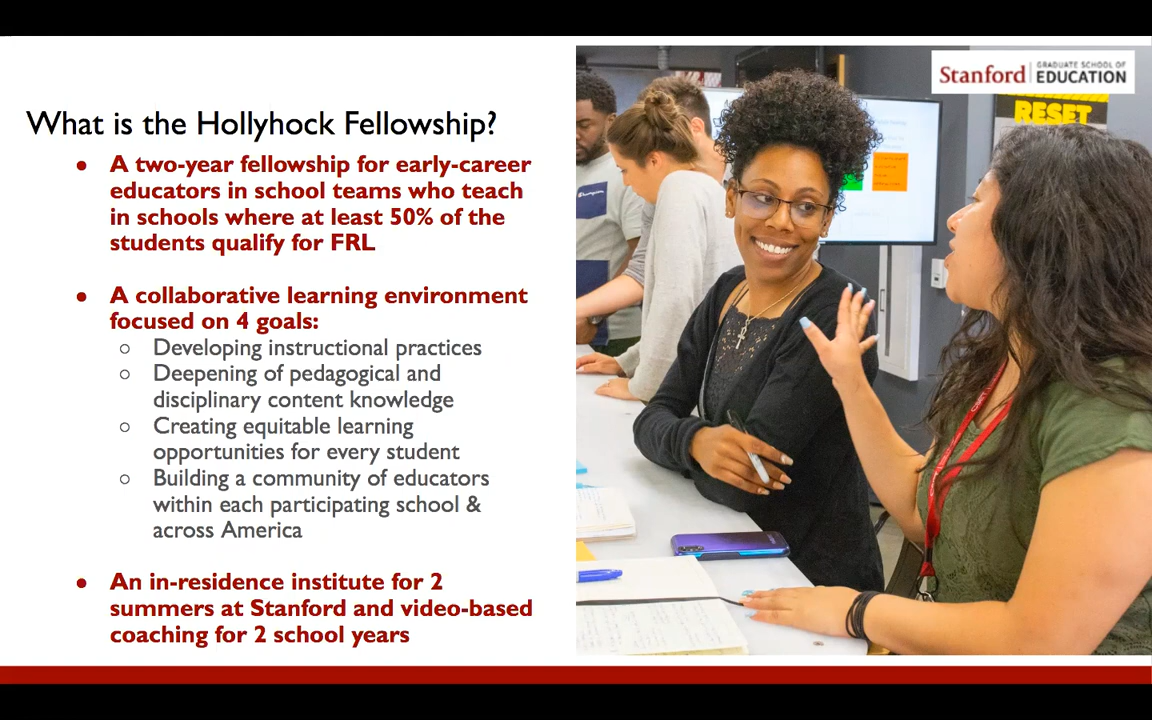 What is the Hollyhock Fellowship?
• A two-year fellowship for early-career
educators in school teams who teach
in schools where at least 50% of the
students qualify for FRL
• A collaborative learning environment
focused on 4 goals:
○ Developing instructional practices
○ Deepening of pedagogical and
disciplinary content knowledge
○ Creating equitable learning
opportunities for every student
○ Building a community of educators
within each participating school &
across America
• An in-residence institute for 2
summers at Stanford and video-based
coaching for 2 school years
Stanford | GRADUATE SCHOOL OF
EDUCATION
RESET